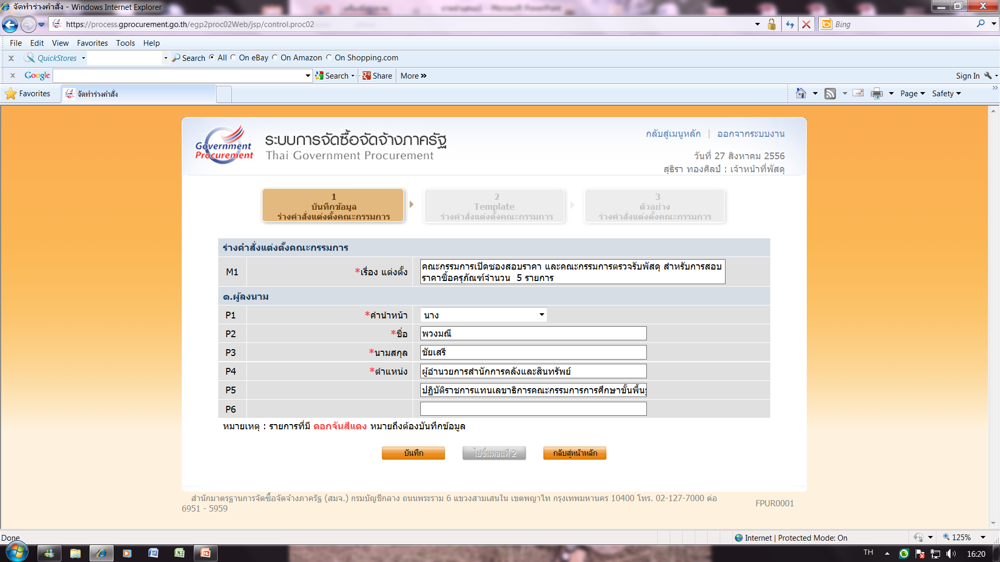 จัดทำร่างคำสั่ง - Windows Internet Explorer
https://process.gprocurement.go.th/egp2proc02Web/jsp/control.proc02
Bing
File Edit View Favorites Tools Help
x QuickStores Search All On eBay On Amazon On Shopping.com
x Google Search Share More » Sign In
Favorites จัดทำร่างคำสั่ง Page Safety »
Government
Procurement
ระบบการจัดซื้อจัดจ้างภาครัฐ
Thai Government Procurement
กลับสู่เมนูหลัก | ออกจากระบบงาน
วันที่ 27 สิงหาคม 2556
สุธิรา ทองศิลป์ : เจ้าหน้าที่พัสดุ
1
บันทึกข้อมูล
ร่างคำสั่งแต่งตั้งคณะกรรมการ
2
Template
ร่างคำสั่งแต่งตั้งคณะกรรมการ
3
ตัวอย่าง
ร่างคำสั่งแต่งตั้งคณะกรรมการ
ร่างคำสั่งแต่งตั้งคณะกรรมการ
M1 *เรื่อง แต่งตั้ง คณะกรรมการเปิดซองสอบราคา และคณะกรรมการตรวจรับพัสดุ สำหรับการสอบ
ราคาซื้อครุภัณฑ์จำนวน 5 รายการ
๑.ผู้ลงนาม
P1 *คำนำหน้า นาง
P2 *ชื่อ พวงมณี
P3 *นามสกุล ชัยเสรี
P4 *ตำแหน่ง ผู้อำนวยการสำนักการคลังและสินทรัพย์
P5 ปฏิบัติราชการแทนเลขาธิการคณะกรรมการการศึกษาขั้นพื้นฐ
P6
หมายเหตุ : รายการที่มี ดอกจันสีแดง หมายถึงต้องบันทึกข้อมูล
บันทึก ไปขั้นตอนที่ 2 กลับสู่หน้าหลัก
สำนักมาตรฐานการจัดซื้อจัดจ้างภาครัฐ (สมจ.) กรมบัญชีกลาง ถนนพระราม 6 แขวงสามเสนใน เขตพญาไท กรุงเทพมหานคร 10400 โทร. 02-127-7000 ต่อ
6951 - 5959
FPUR0001
Done Internet | Protected Mode: On 125%
TH 16:20